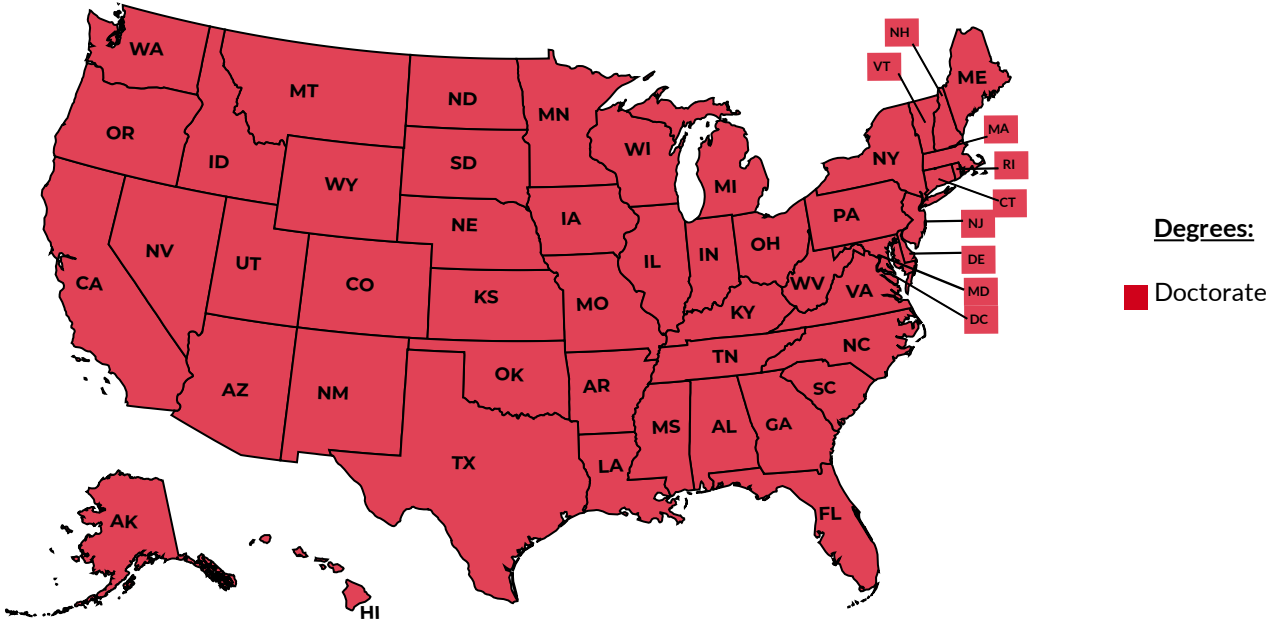 NH
VT
WA
ME
MT
ND
MN
MA
OR
WI
NY
RI
ID
SD
WY
MI
CT
PA
IA
NE
NJ
NV
UT
OH
IN
IL
DE
CO
CA
WV
VA
MD
KS
MO
KY
DC
NC
TN
OK
AR
SC
AZ
NM
MS
AL
GA
TX
LA
FL
AK
HI
Degrees:
Doctorate